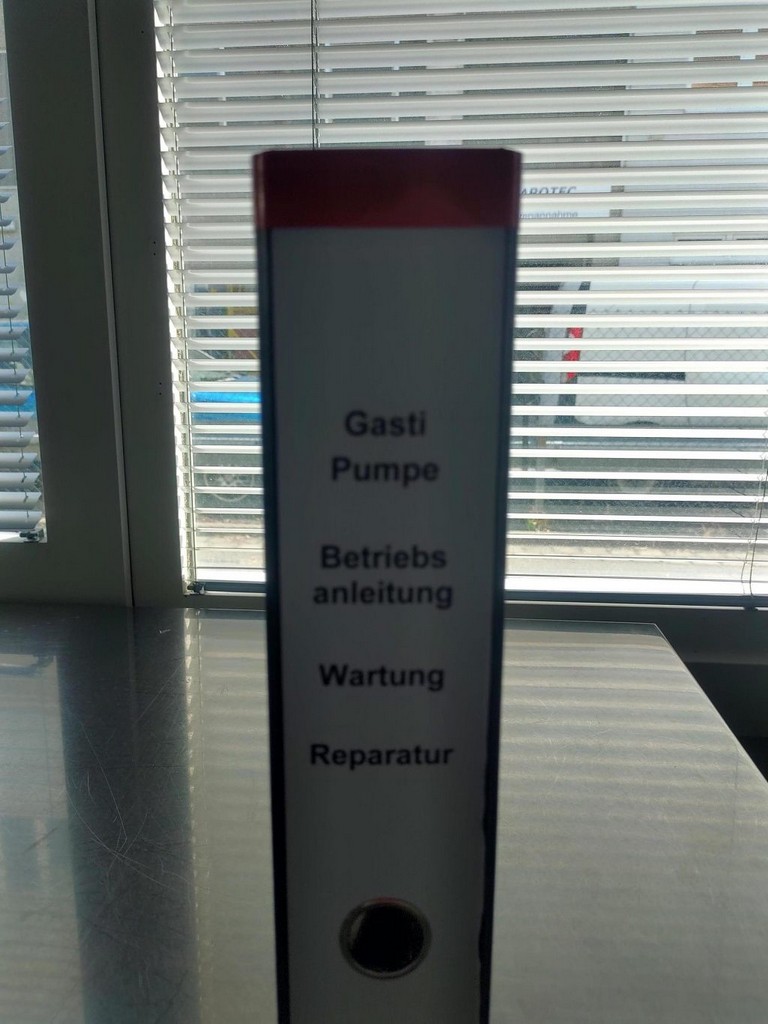 Gasti
Pumpe
Betriebs
anleitung
Wartung
Reparatur